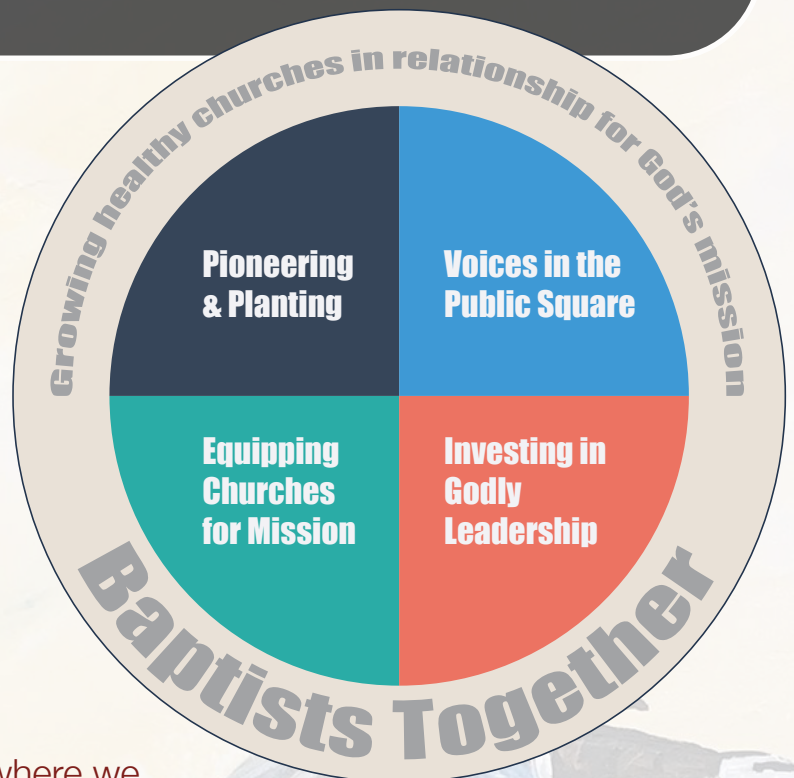 Growing healthy churches in relationship for God's mission
Pioneering
& Planting
Voices in the
Public Square
Equipping
Churches
for Mission
Investing in
Godly
Leadership
Baptists Together
where we